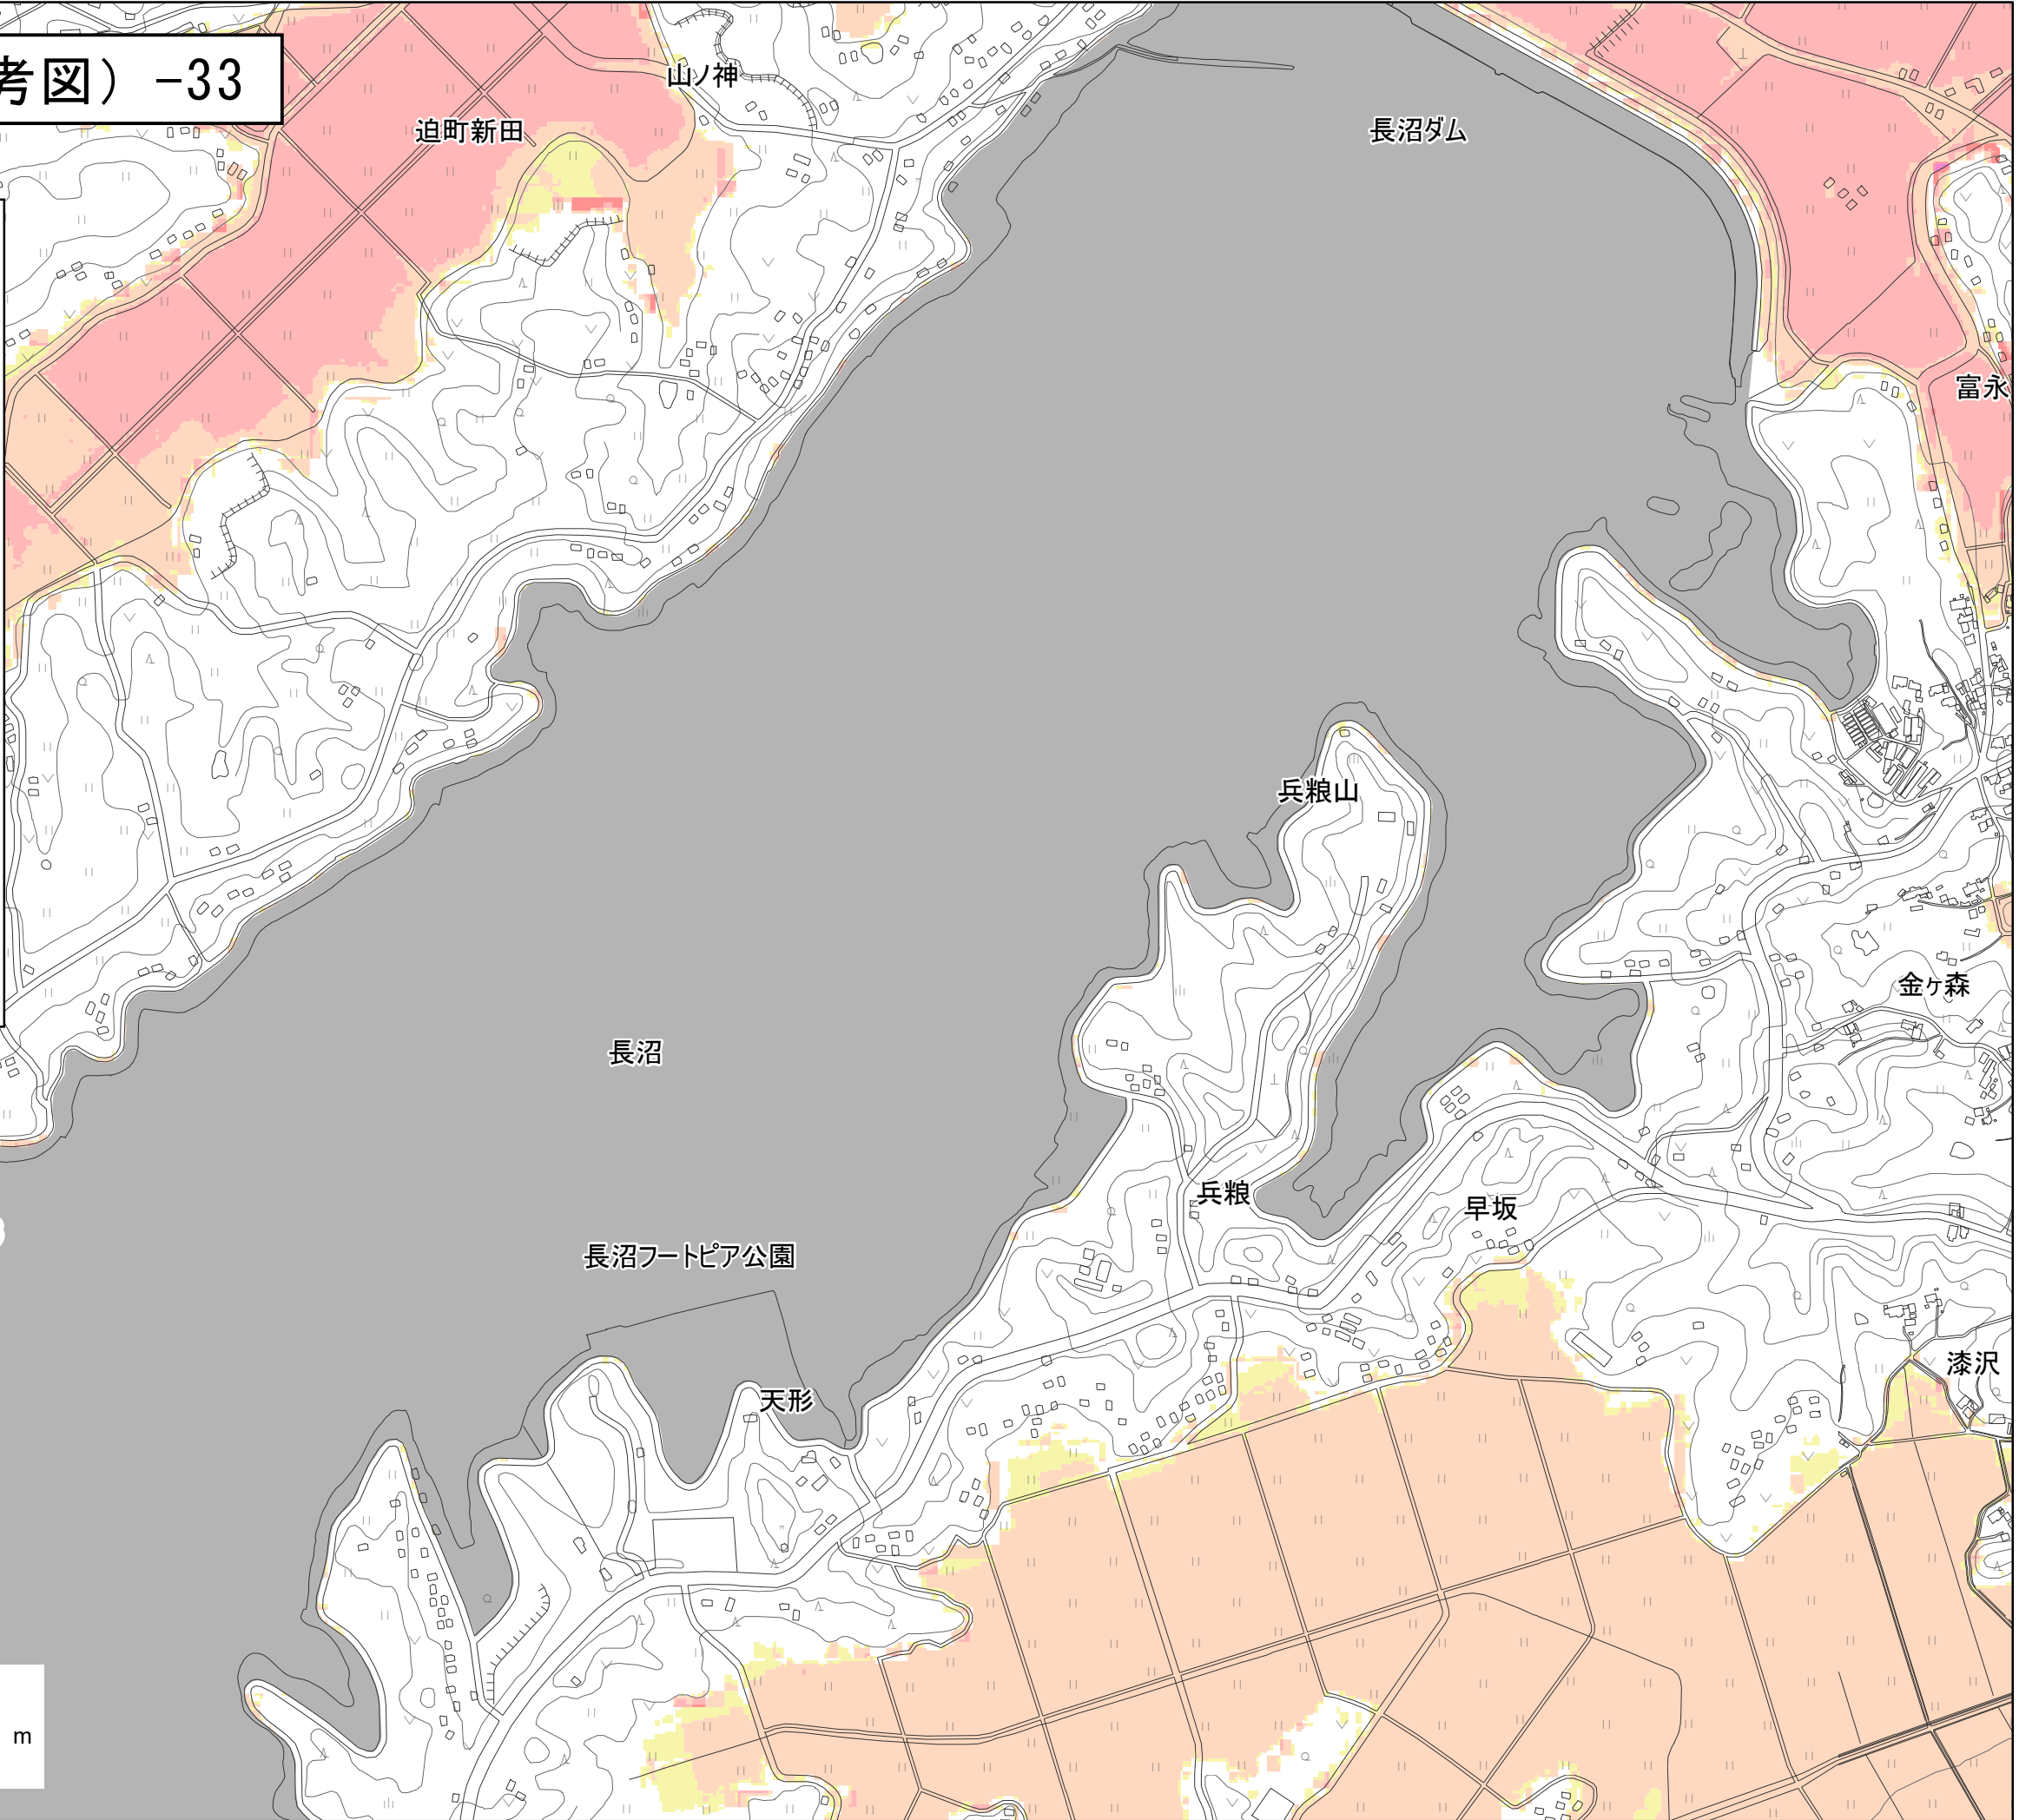 考図）-33
山ノ神
迫町新田
長沼ダム
富永
兵粮山
金ヶ森
長沼
兵粮
早坂
長沼フートピア公園
漆沢
天形
m